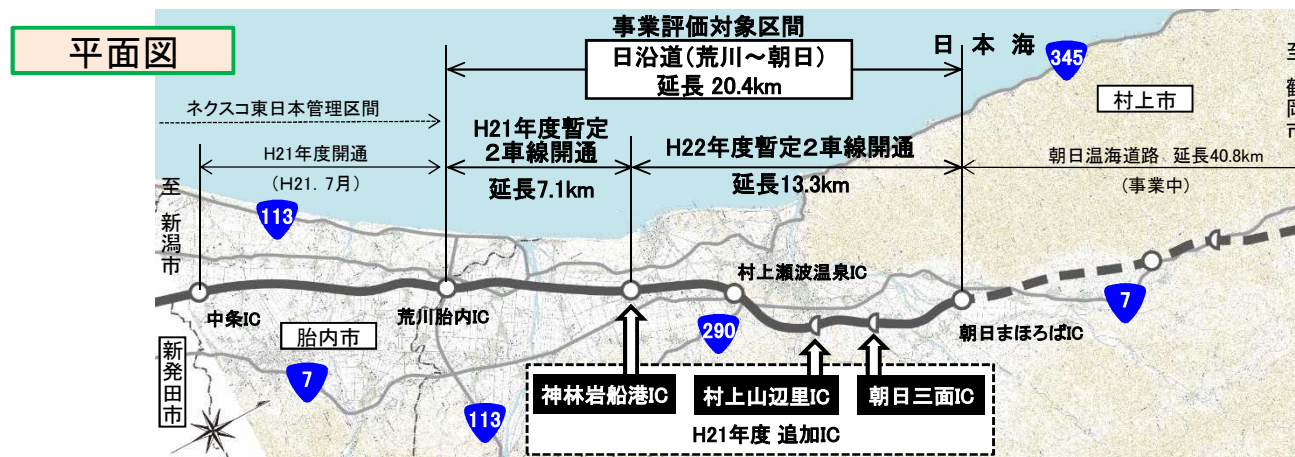 平面図
事業評価対象区間
日沿道(荒川～朝日)
延長 20.4km
日本海
345
村上市
至 鶴岡市
ネクスコ東日本管理区間
H21年度開通
(H21. 7月)
H21年度暫定
2車線開通
延長7.1km
H22年度暫定2車線開通
延長13.3km
朝日温海道路 延長40.8km
(事業中)
至 新潟市
113
中条IC
荒川胎内IC
村上瀬波温泉IC
朝日まほろばIC
7
290
胎内市
新発田市
7
113
神林岩船港IC
村上山辺里IC
朝日三面IC
H21年度 追加IC